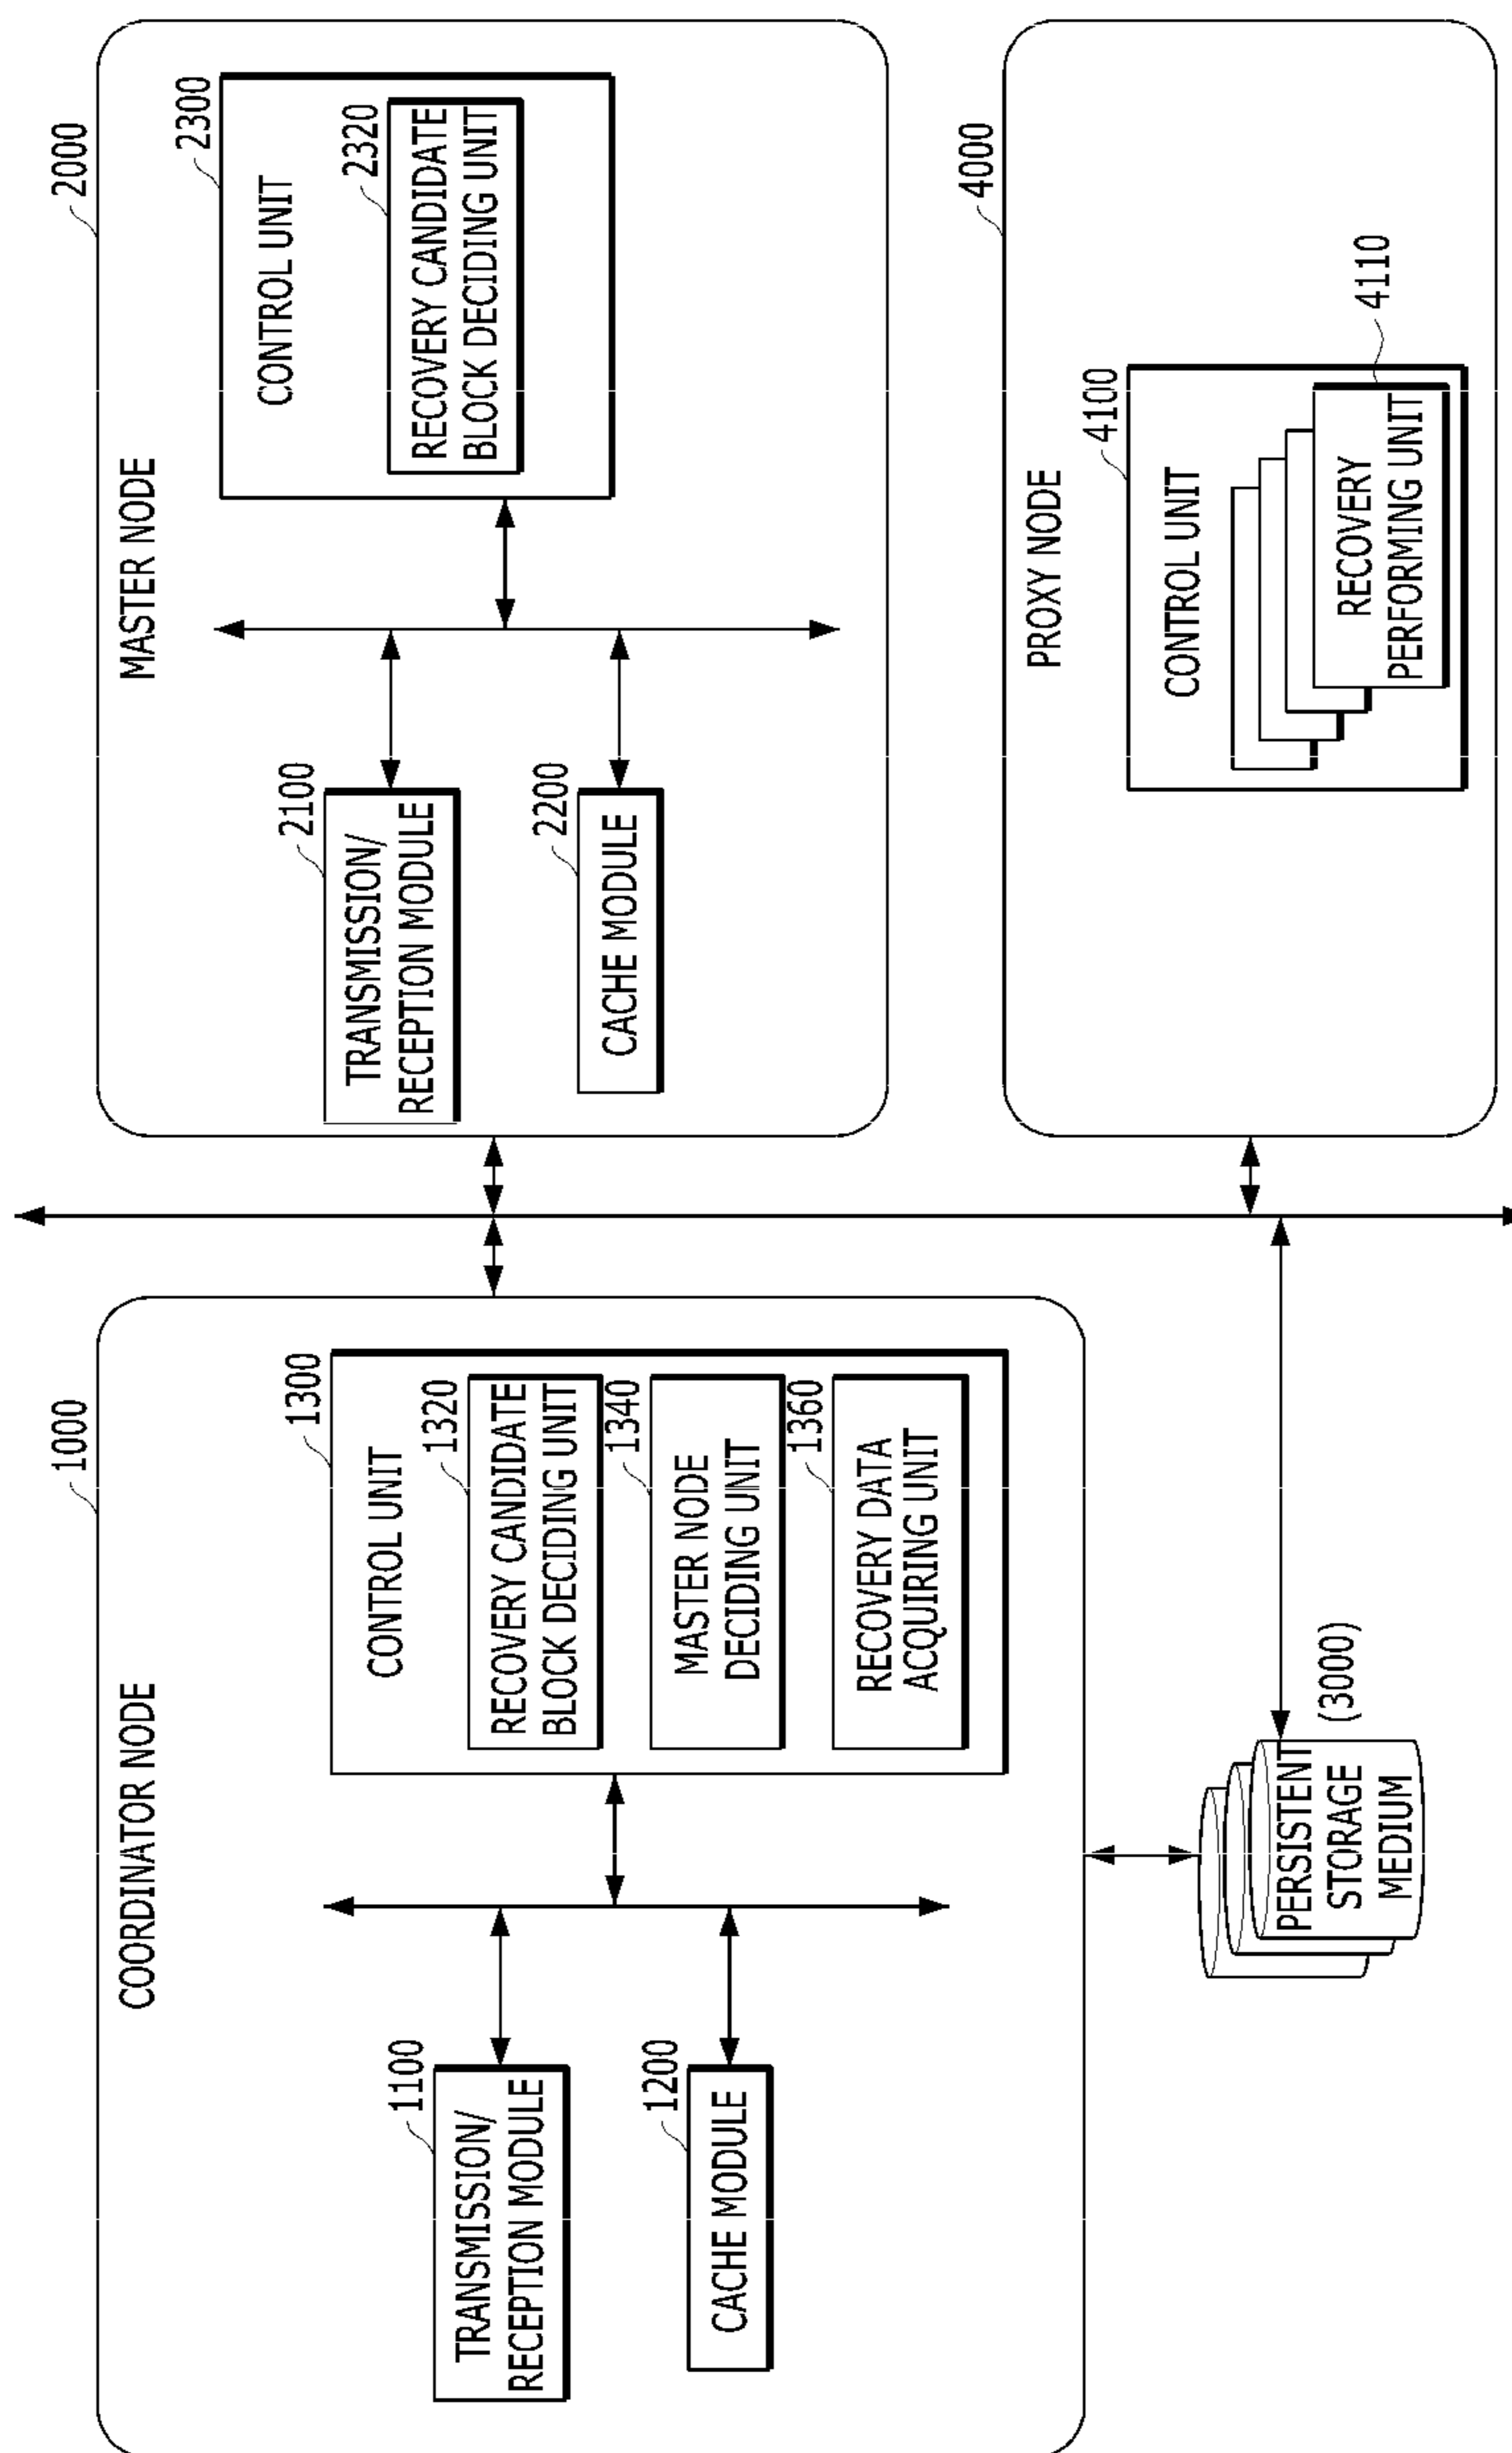 1000
COORDINATOR NODE
1100
TRANSMISSION/
RECEPTION MODULE
1200
CACHE MODULE
1300
CONTROL UNIT
1320
RECOVERY CANDIDATE
BLOCK DECIDING UNIT
1340
MASTER NODE
DECIDING UNIT
1360
RECOVERY DATA
ACQUIRING UNIT
PERSISTENT
STORAGE
MEDIUM
(3000)
2000
MASTER NODE
2100
TRANSMISSION/
RECEPTION MODULE
2200
CACHE MODULE
2300
CONTROL UNIT
2320
RECOVERY CANDIDATE
BLOCK DECIDING UNIT
4000
PROXY NODE
4100
CONTROL UNIT
RECOVERY
PERFORMING UNIT
4110